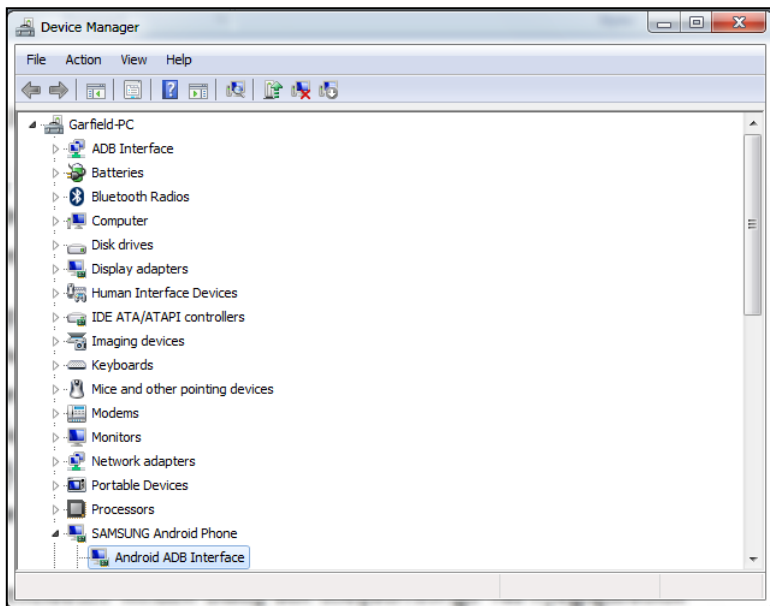 Device Manager
File Action View Help
Garfield-PC
ADB Interface
Batteries
Bluetooth Radios
Computer
Disk drives
Display adapters
Human Interface Devices
IDE ATA/ATAPI controllers
Imaging devices
Keyboards
Mice and other pointing devices
Modems
Monitors
Network adapters
Portable Devices
Processors
SAMSUNG Android Phone
Android ADB Interface